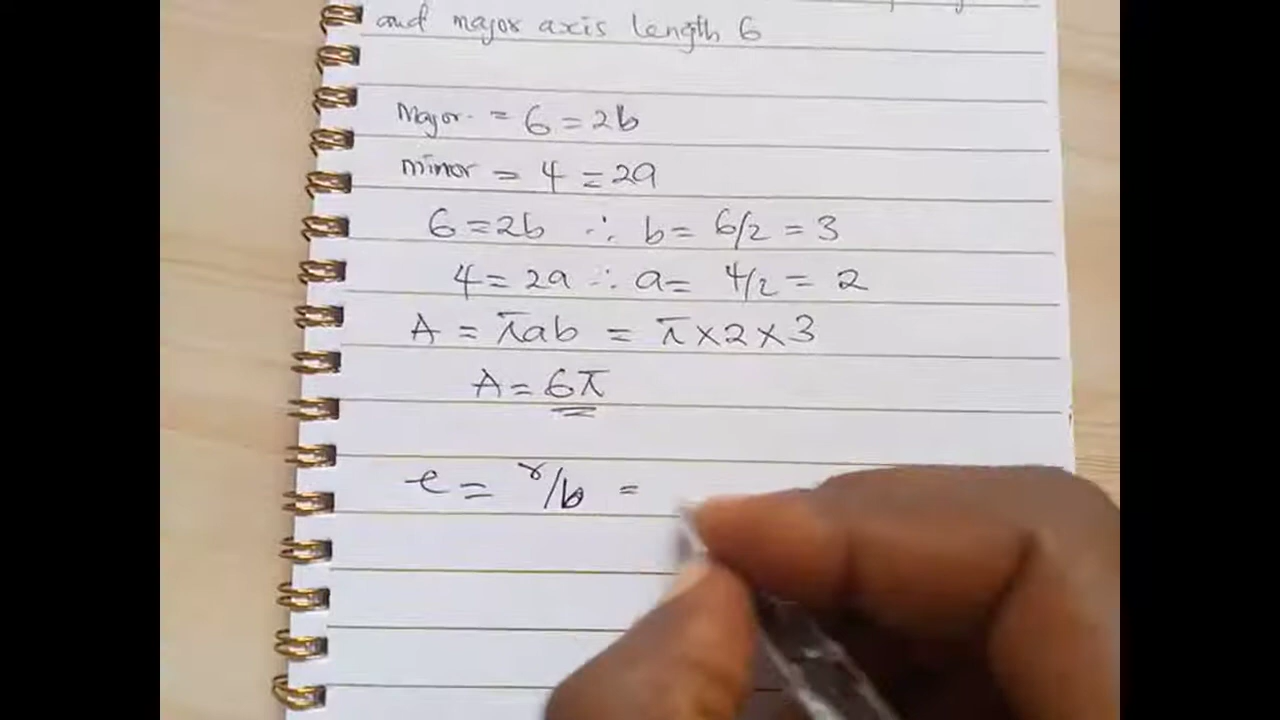 and major axis length 6
Major = 6 = 2b
minor = 4 = 2a
6 = 2b ∴ b = 6/2 = 3
4 = 2a ∴ a = 4/2 = 2
A = πab = π × 2 × 3
A = 6π
e = r/b =